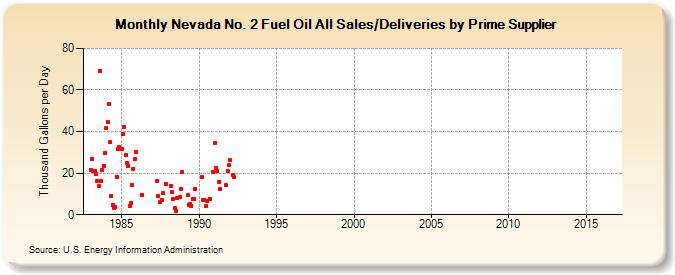 Monthly Nevada No. 2 Fuel Oil All Sales/Deliveries by Prime Supplier
Thousand Gallons per Day
80
60
40
20
0
1985 1990 1995 2000 2005 2010 2015
Source: U.S. Energy Information Administration